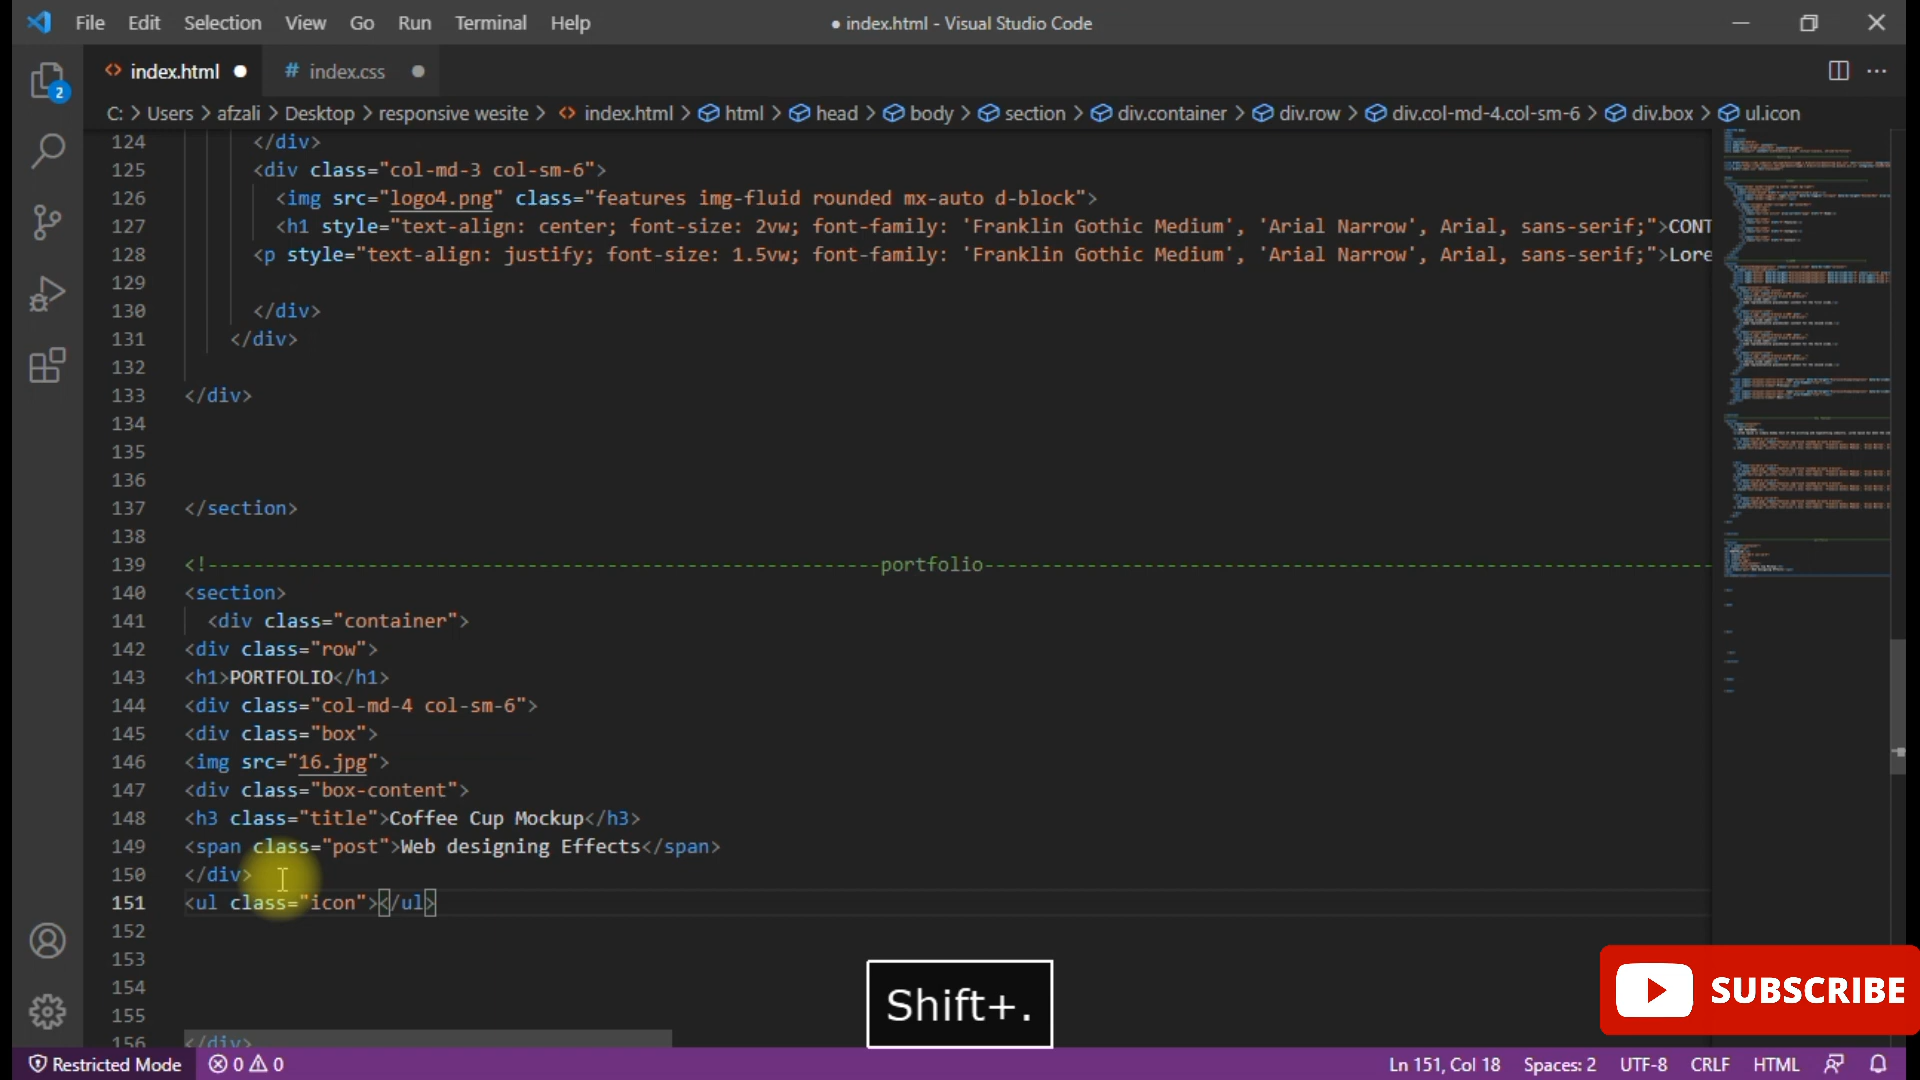 File Edit Selection View Go Run Terminal Help ● index.html - Visual Studio Code
index.html ● # index.css ●
C: > Users > afzali > Desktop > responsive wesite > index.html > html > head > body > section > div.container > div.row > div.col-md-4.col-sm-6 > div.box > ul.icon
2
124 </div>
125 <div class="col-md-3 col-sm-6">
126 <img src="logo4.png" class="features img-fluid rounded mx-auto d-block">
127 <h1 style="text-align: center; font-size: 2vw; font-family: 'Franklin Gothic Medium', 'Arial Narrow', Arial, sans-serif;">CONT
128 <p style="text-align: justify; font-size: 1.5vw; font-family: 'Franklin Gothic Medium', 'Arial Narrow', Arial, sans-serif;">Lore
129
130 </div>
131 </div>
132
133 </div>
134
135
136
137 </section>
138
139 <!-----------------------------------------------------------portfolio----------------------------------------------------------------
140 <section>
141 <div class="container">
142 <div class="row">
143 <h1>PORTFOLIO</h1>
144 <div class="col-md-4 col-sm-6">
145 <div class="box">
146 <img src="16.jpg">
147 <div class="box-content">
148 <h3 class="title">Coffee Cup Mockup</h3>
149 <span class="post">Web designing Effects</span>
150 </div>
151 <ul class="icon"></ul>
152
153
154
155
156 </div>
Shift+.
SUBSCRIBE
Restricted Mode 0 0 Ln 151, Col 18 Spaces: 2 UTF-8 CRLF HTML